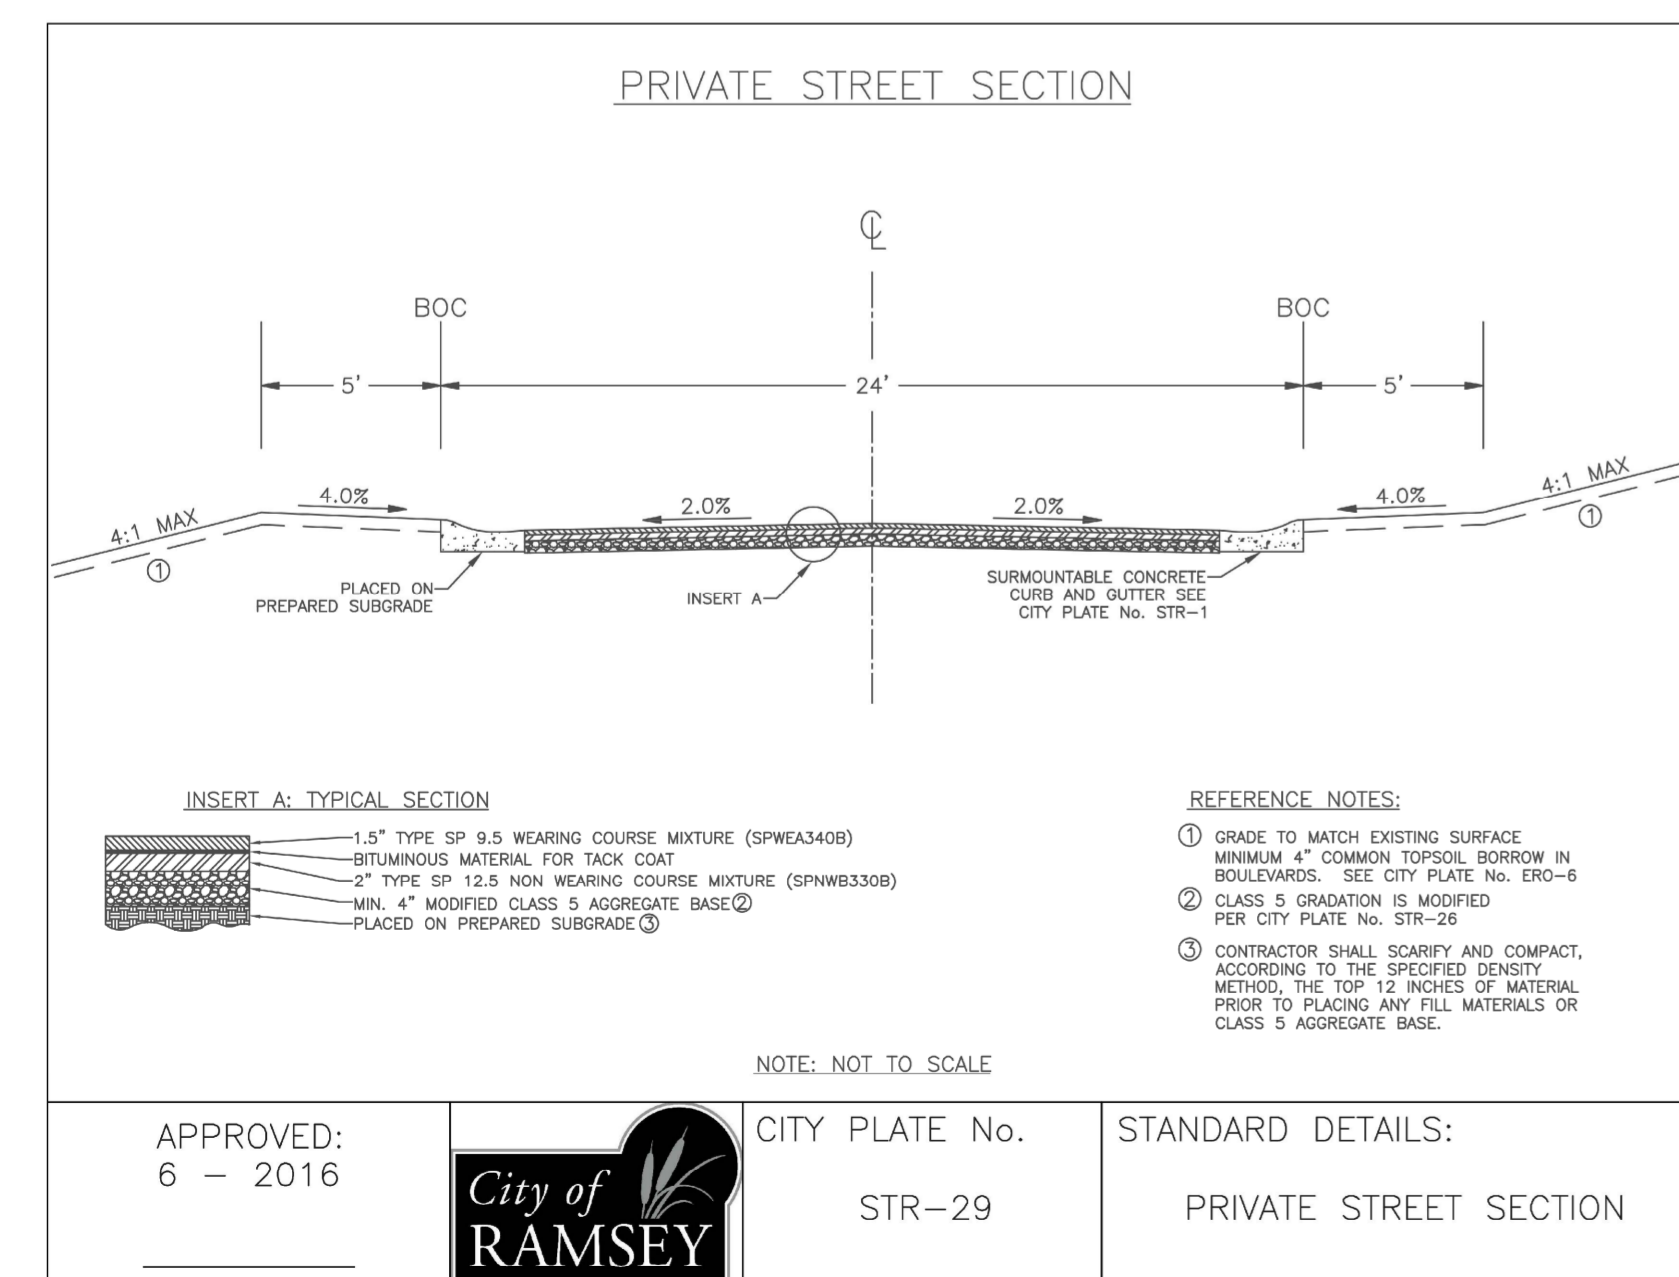 PRIVATE STREET SECTION
℄
BOC
BOC
5'
24'
5'
4:1 MAX
4.0%
2.0%
2.0%
4.0%
4:1 MAX
①
①
PLACED ON
PREPARED SUBGRADE
INSERT A
SURMOUNTABLE CONCRETE
CURB AND GUTTER SEE
CITY PLATE No. STR-1
INSERT A: TYPICAL SECTION
1.5" TYPE SP 9.5 WEARING COURSE MIXTURE (SPWEA340B)
BITUMINOUS MATERIAL FOR TACK COAT
2" TYPE SP 12.5 NON WEARING COURSE MIXTURE (SPNWB330B)
MIN. 4" MODIFIED CLASS 5 AGGREGATE BASE ②
PLACED ON PREPARED SUBGRADE ③
REFERENCE NOTES:
① GRADE TO MATCH EXISTING SURFACE
MINIMUM 4" COMMON TOPSOIL BORROW IN
BOULEVARDS. SEE CITY PLATE No. ERO-6
② CLASS 5 GRADATION IS MODIFIED
PER CITY PLATE No. STR-26
③ CONTRACTOR SHALL SCARIFY AND COMPACT,
ACCORDING TO THE SPECIFIED DENSITY
METHOD, THE TOP 12 INCHES OF MATERIAL
PRIOR TO PLACING ANY FILL MATERIALS OR
CLASS 5 AGGREGATE BASE.
NOTE: NOT TO SCALE
APPROVED:
6 - 2016
City of
RAMSEY
CITY PLATE No.
STR-29
STANDARD DETAILS:
PRIVATE STREET SECTION